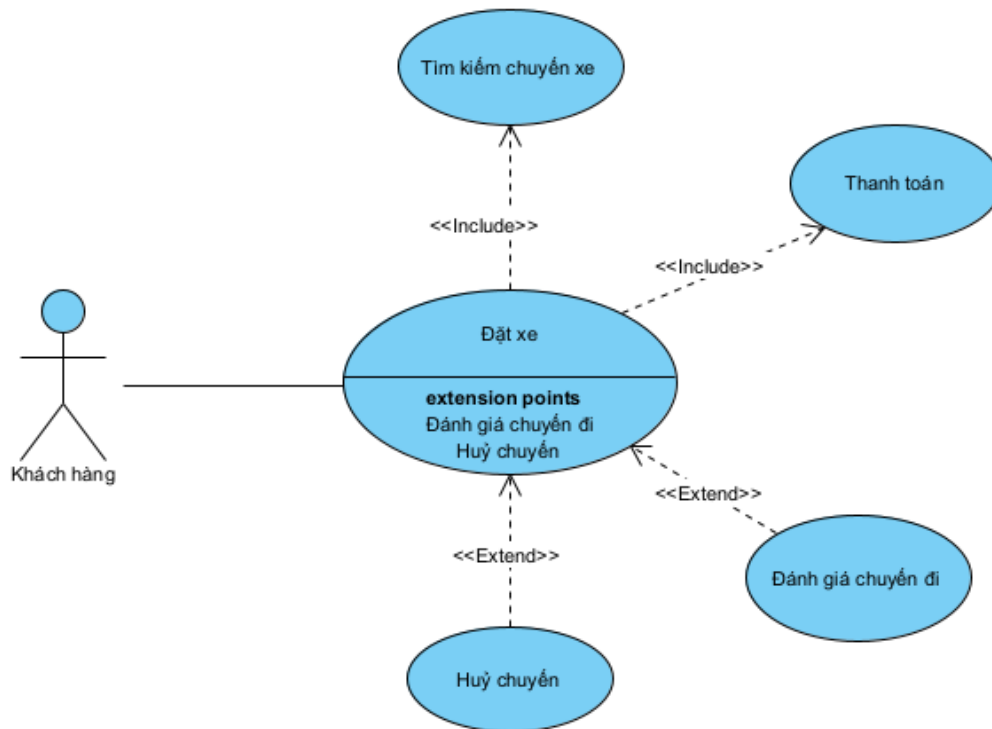 Tìm kiếm chuyến xe
Thanh toán
<<Include>>
<<Include>>
Đặt xe
extension points
Đánh giá chuyến đi
Huỷ chuyến
Khách hàng
<<Extend>>
<<Extend>>
Đánh giá chuyến đi
Huỷ chuyến